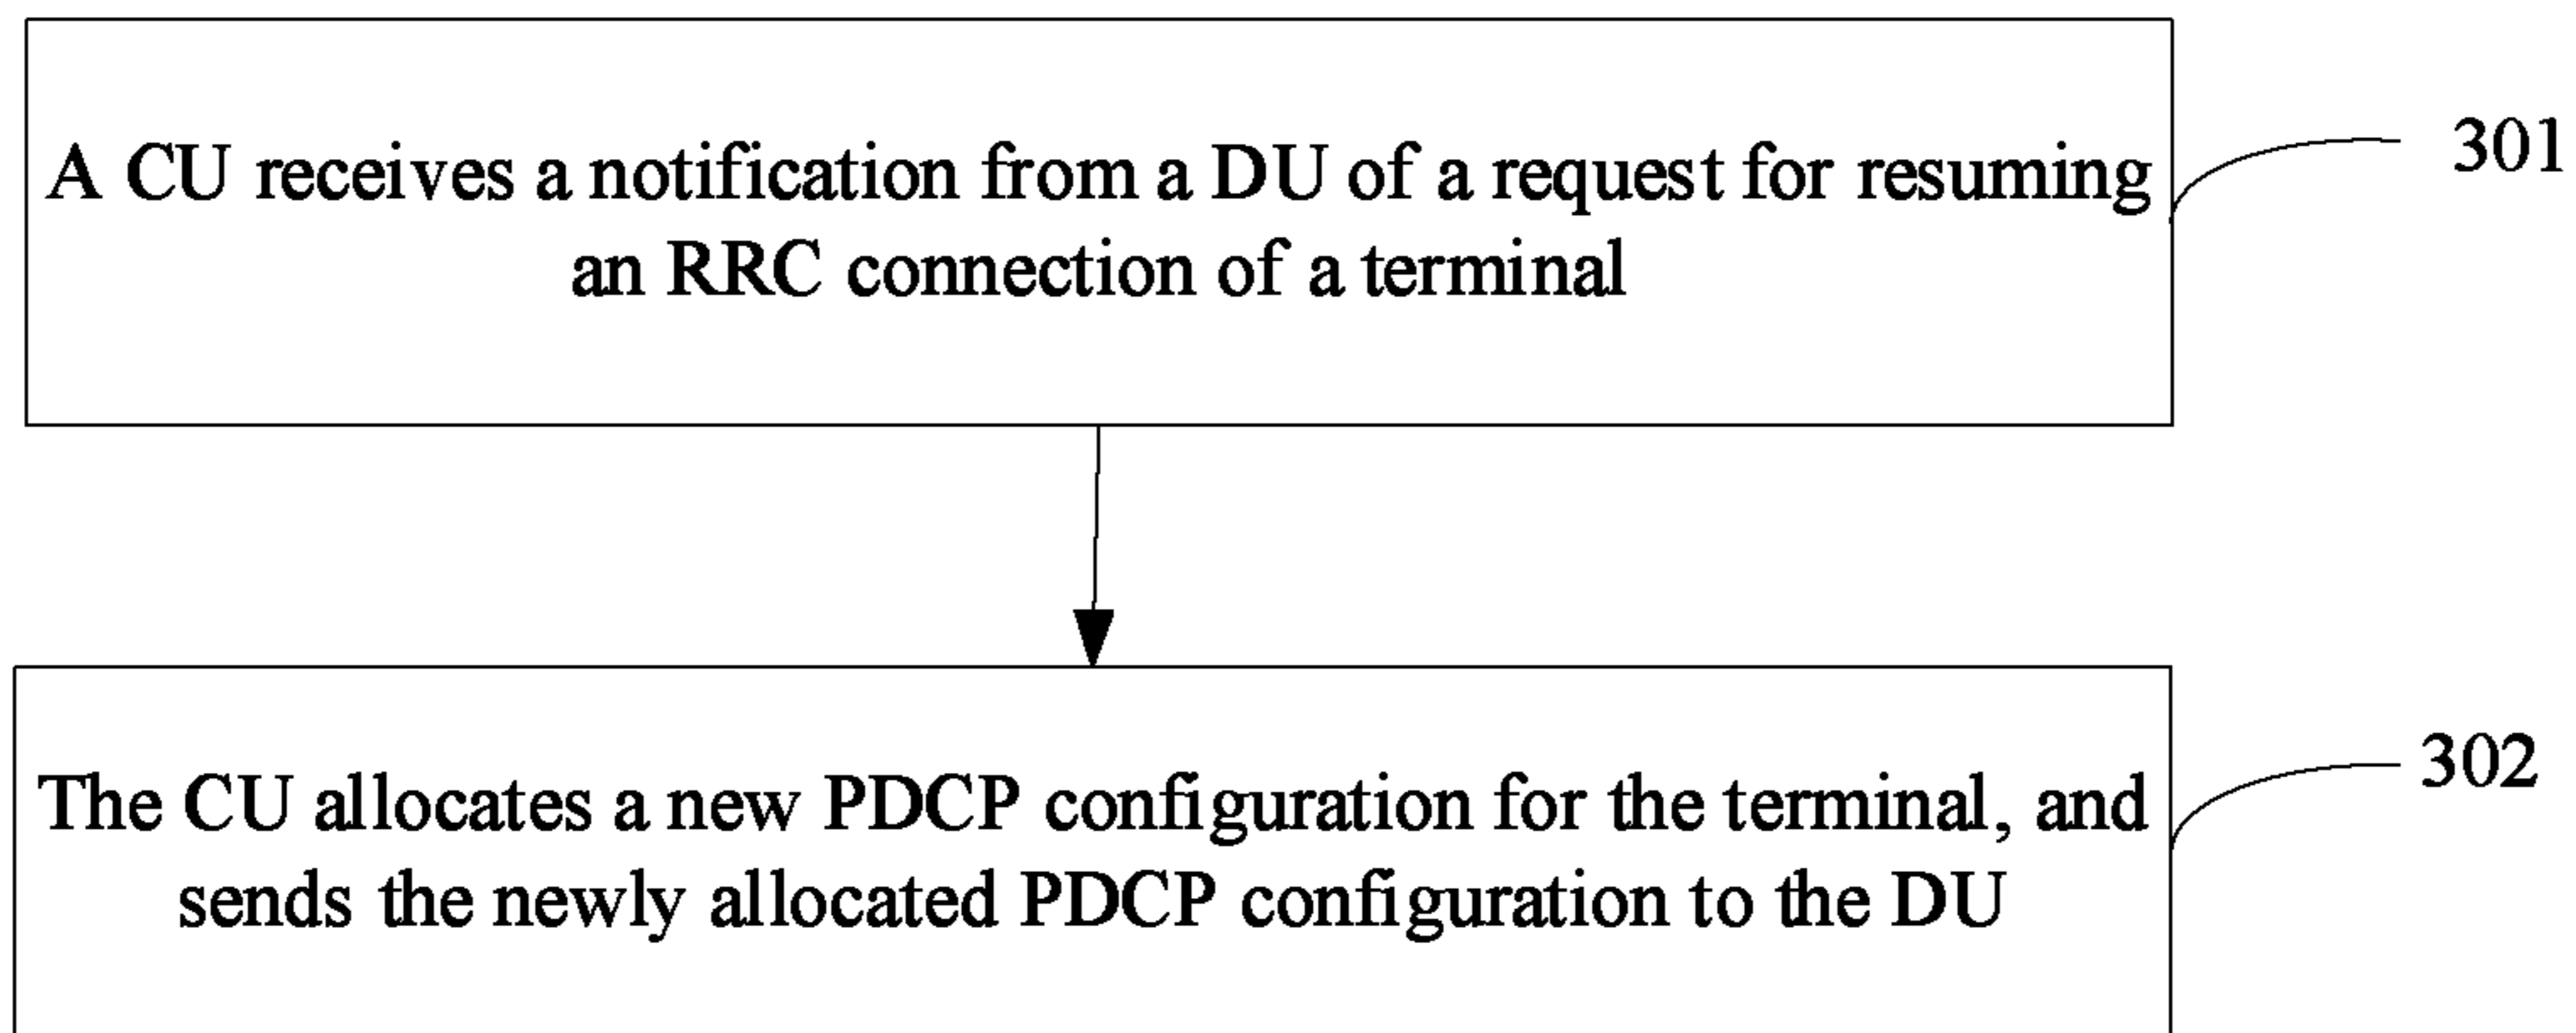 A CU receives a notification from a DU of a request for resuming
an RRC connection of a terminal
301
The CU allocates a new PDCP configuration for the terminal, and
sends the newly allocated PDCP configuration to the DU
302